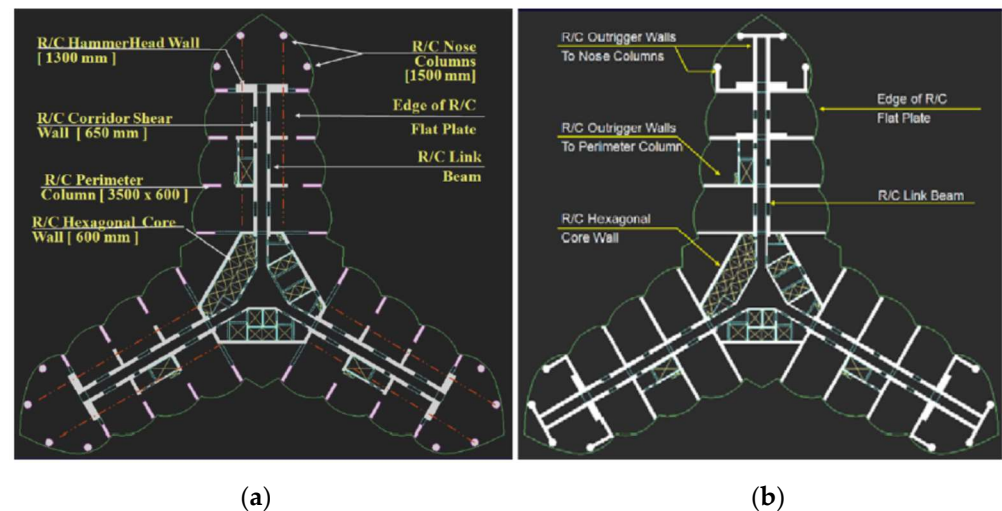 R/C HammerHead Wall
[ 1300 mm ]
R/C Nose
Columns
[1500 mm]
R/C Corridor Shear
Wall [ 650 mm ]
Edge of R/C
Flat Plate
R/C Perimeter
Column [ 3500 x 600 ]
R/C Link
Beam
R/C Hexagonal Core
Wall [ 600 mm ]
(a)
R/C Outrigger Walls
To Nose Columns
Edge of R/C
Flat Plate
R/C Outrigger Walls
To Perimeter Column
R/C Link Beam
R/C Hexagonal
Core Wall
(b)